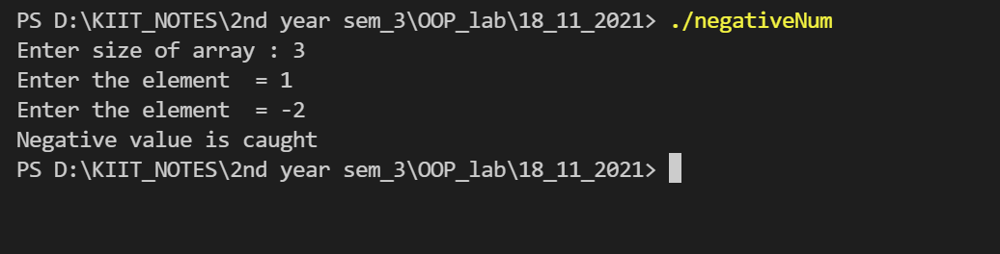 PS D:\KIIT_NOTES\2nd year sem_3\OOP_lab\18_11_2021> ./negativeNum
Enter size of array : 3
Enter the element  = 1
Enter the element  = -2
Negative value is caught
PS D:\KIIT_NOTES\2nd year sem_3\OOP_lab\18_11_2021>